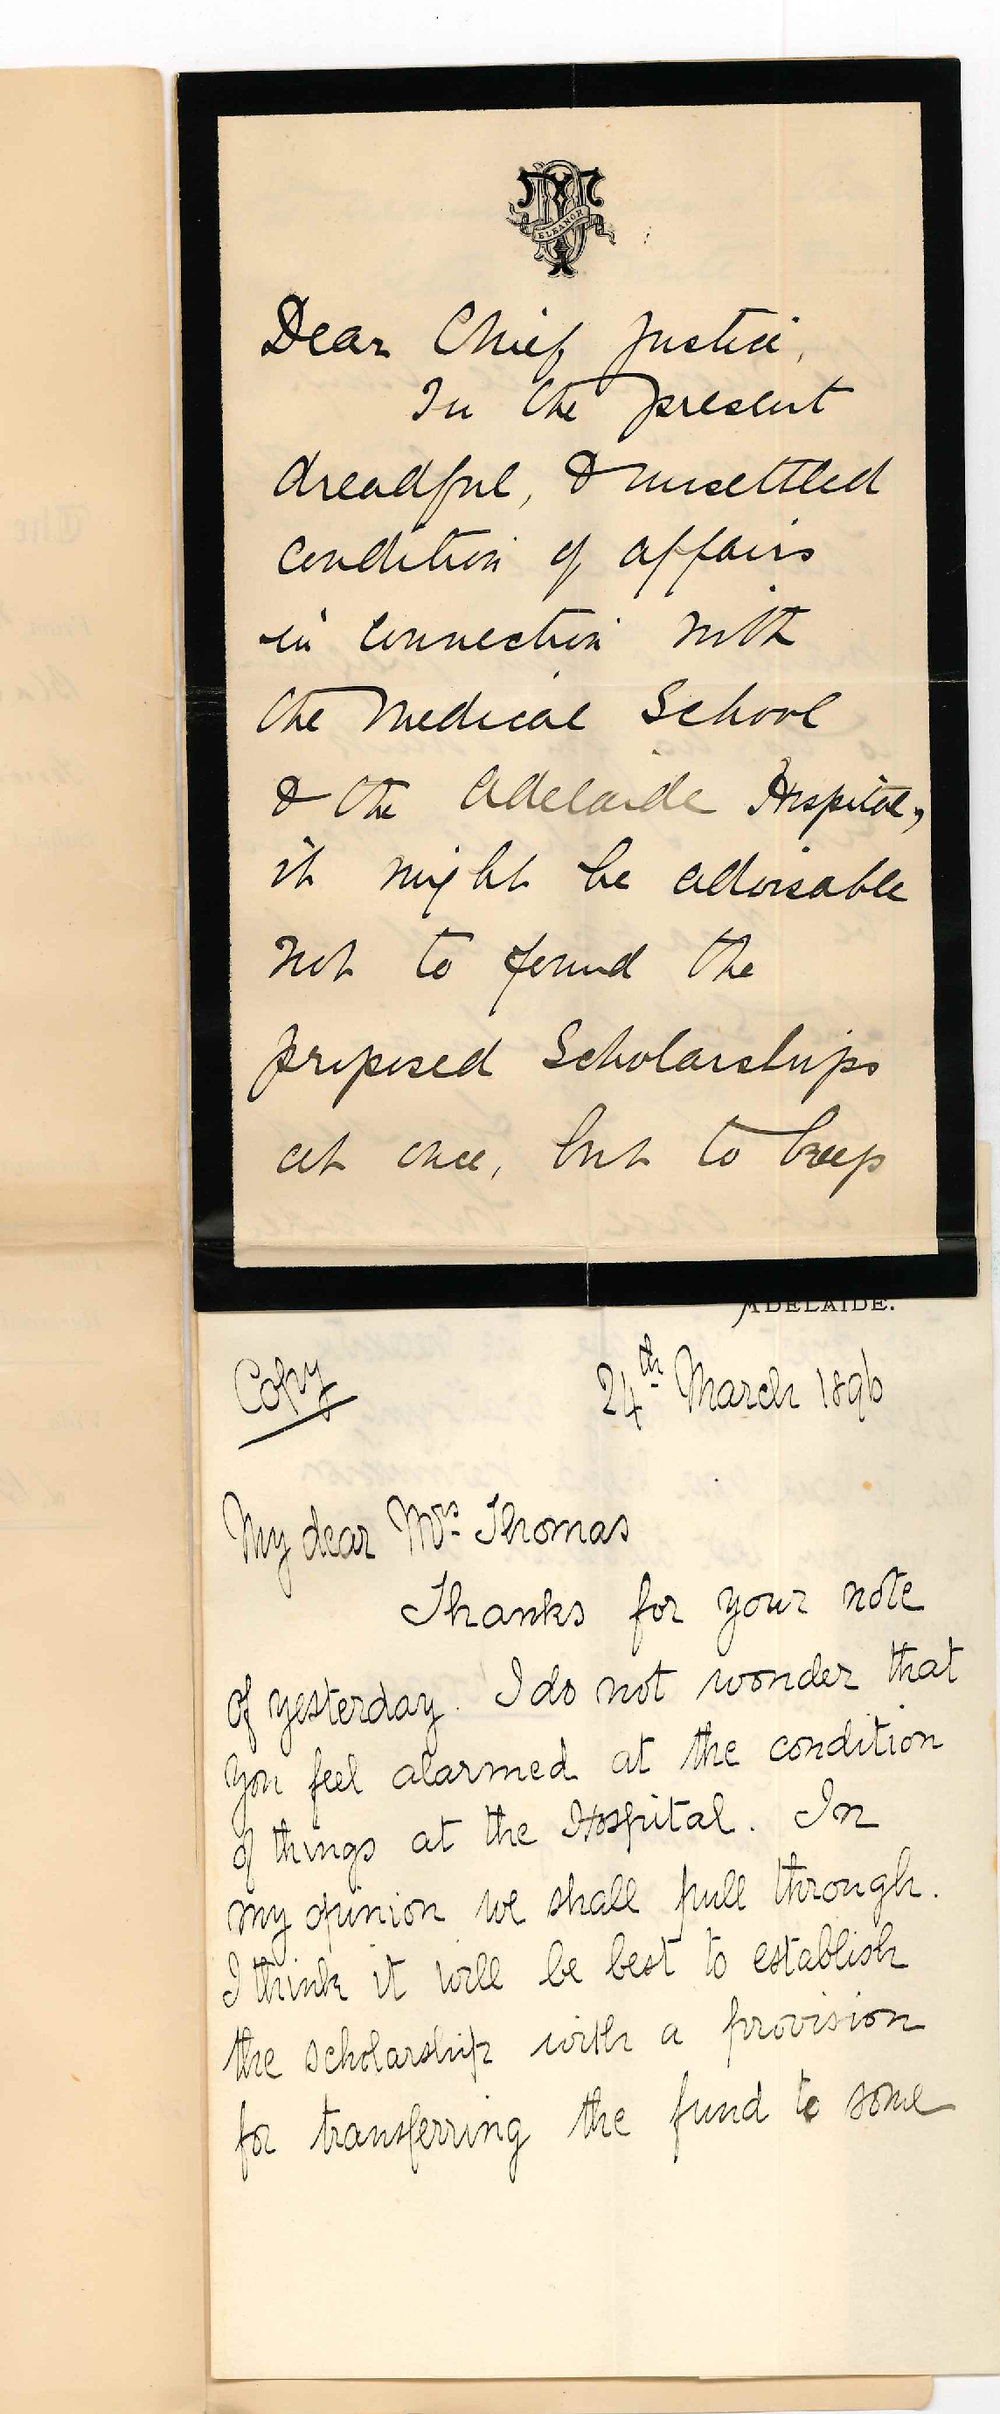 ELEANOR
Dear Chief Justice,
In the present
dreadful, & unsettled
condition of affairs
in connection with
the Medical School
& the Adelaide Hospital,
it might be advisable
not to found the
proposed Scholarships
at once, but to keep
ADELAIDE.
Copy
24th March 1896
My dear Mrs Thomas
Thanks for your note
of yesterday. I do not wonder that
you feel alarmed at the condition
of things at the Hospital. In
my opinion we shall pull through.
I think it will be best to establish
the scholarship with a provision
for transferring the fund to some